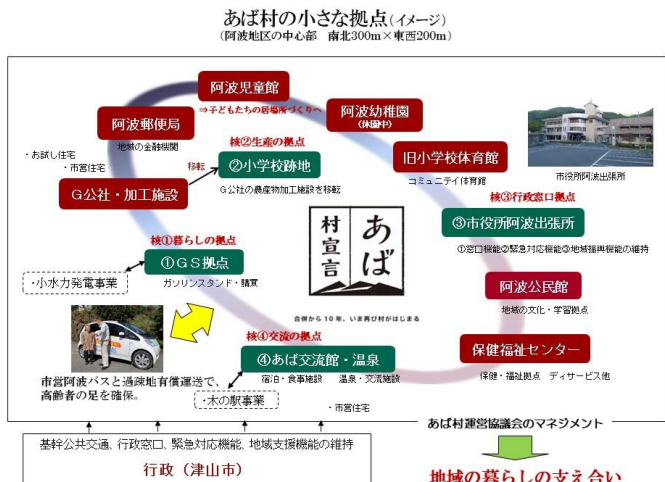 あば村の小さな拠点(イメージ)
(阿波地区の中心部 南北300m×東西200m)
阿波児童館
⇒子どもたちの居場所づくりへ
阿波幼稚園
(休園中)
阿波郵便局
地域の金融機関
・お試し住宅
・市営住宅
核②生産の拠点
②小学校跡地
移転
G公社の農産物加工施設を移転
G公社・加工施設
旧小学校体育館
コミュニテイ体育館
市役所阿波出張所
核③行政窓口拠点
③市役所阿波出張所
①窓口機能②緊急対応機能③地域振興機能の維持
核①暮らしの拠点
①GS拠点
ガソリンスタンド・購買
・小水力発電事業
あば
村宣言
合併から10年、いま再び村がはじまる
阿波公民館
地域の文化・学習拠点
保健福祉センター
保健・福祉拠点 ディサービス他
核④交流の拠点
④あば交流館・温泉
宿泊・食事施設 温泉・交流施設
・木の駅事業
・市営住宅
市営阿波バスと過疎地有償運送で、
高齢者の足を確保。
あば村運営協議会のマネジメント
基幹公共交通、行政窓口、緊急対応機能、地域支援機能の維持
行政(津山市)
地域の暮らしの支え合い